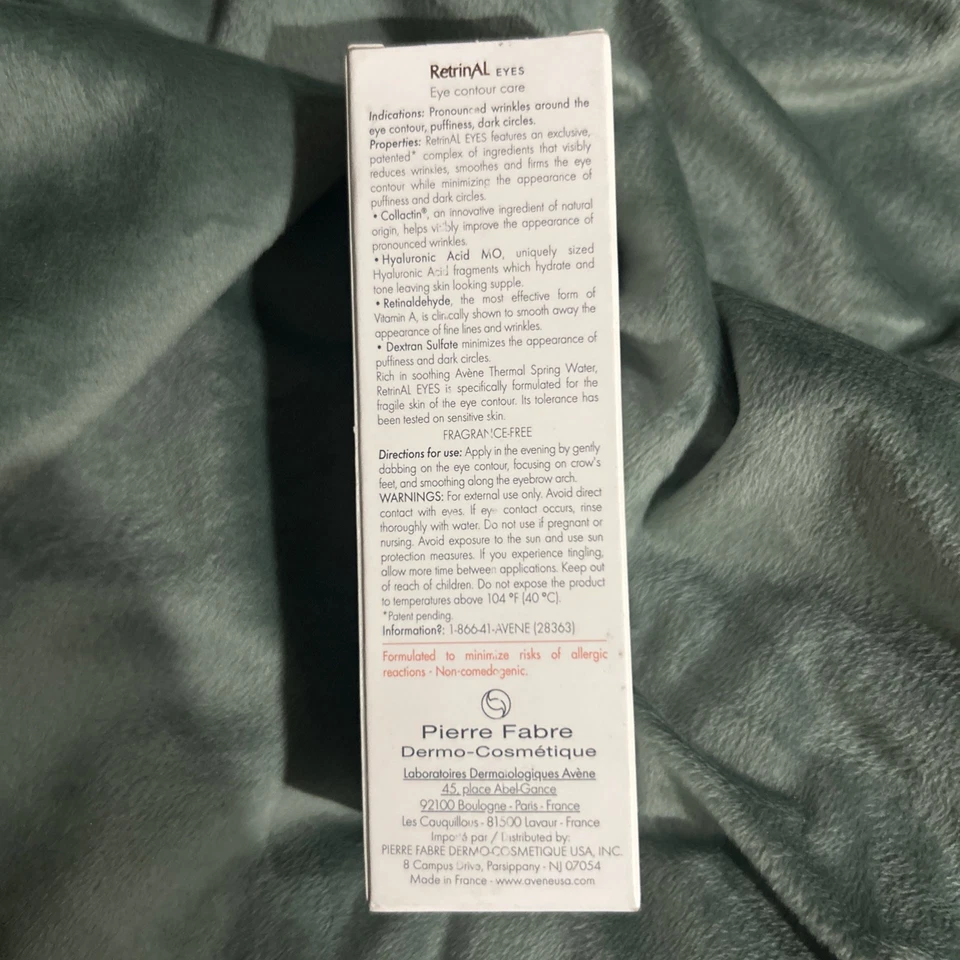 RetrinAL EYES
Eye contour care
Indications: Pronounced wrinkles around the
eye contour, puffiness, dark circles.
Properties: RetrinAL EYES features an exclusive,
patented* complex of ingredients that visibly
reduces wrinkles, smoothes and firms the eye
contour while minimizing the appearance of
puffiness and dark circles.
• Collactin®, an innovative ingredient of natural
origin, helps visibly improve the appearance of
pronounced wrinkles.
• Hyaluronic Acid MO, uniquely sized
Hyaluronic Acid fragments which hydrate and
tone leaving skin looking supple.
• Retinaldehyde, the most effective form of
Vitamin A, is clinically shown to smooth away the
appearance of fine lines and wrinkles.
• Dextran Sulfate minimizes the appearance of
puffiness and dark circles.
Rich in soothing Avène Thermal Spring Water,
RetrinAL EYES is specifically formulated for the
fragile skin of the eye contour. Its tolerance has
been tested on sensitive skin.
FRAGRANCE-FREE
Directions for use: Apply in the evening by gently
dabbing on the eye contour, focusing on crow's
feet, and smoothing along the eyebrow arch.
WARNINGS: For external use only. Avoid direct
contact with eyes. If eye contact occurs, rinse
thoroughly with water. Do not use if pregnant or
nursing. Avoid exposure to the sun and use sun
protection measures. If you experience tingling,
allow more time between applications. Keep out
of reach of children. Do not expose the product
to temperatures above 104 °F (40 °C).
*Patent pending.
Information?: 1-866-41-AVENE (28363)
Formulated to minimize risks of allergic
reactions - Non-comedogenic.
Pierre Fabre
Dermo-Cosmétique
Laboratoires Dermatologiques Avène
45, place Abel-Gance
92100 Boulogne - Paris - France
Les Cauquillous - 81500 Lavaur - France
Importé par / Distributed by:
PIERRE FABRE DERMO-COSMETIQUE USA, INC.
8 Campus Drive, Parsippany - NJ 07054
Made in France - www.aveneusa.com